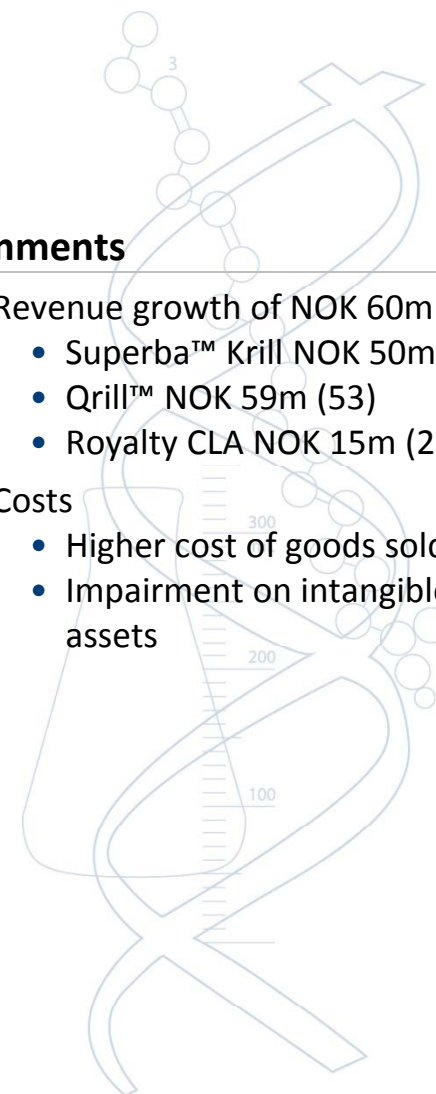 3
nments
Revenue growth of NOK 60m
• Superba™ Krill NOK 50m
• Qrill™ NOK 59m (53)
• Royalty CLA NOK 15m (2
Costs
• Higher cost of goods sold
• Impairment on intangible
assets
300
200
100